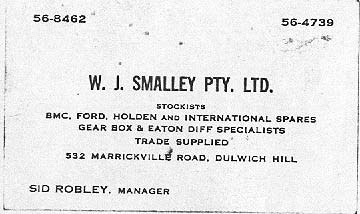 56-8462 56-4739
W. J. SMALLEY PTY. LTD.
STOCKISTS
BMC, FORD, HOLDEN AND INTERNATIONAL SPARES
GEAR BOX & EATON DIFF SPECIALISTS
TRADE SUPPLIED
532 MARRICKVILLE ROAD, DULWICH HILL
SID ROBLEY, MANAGER